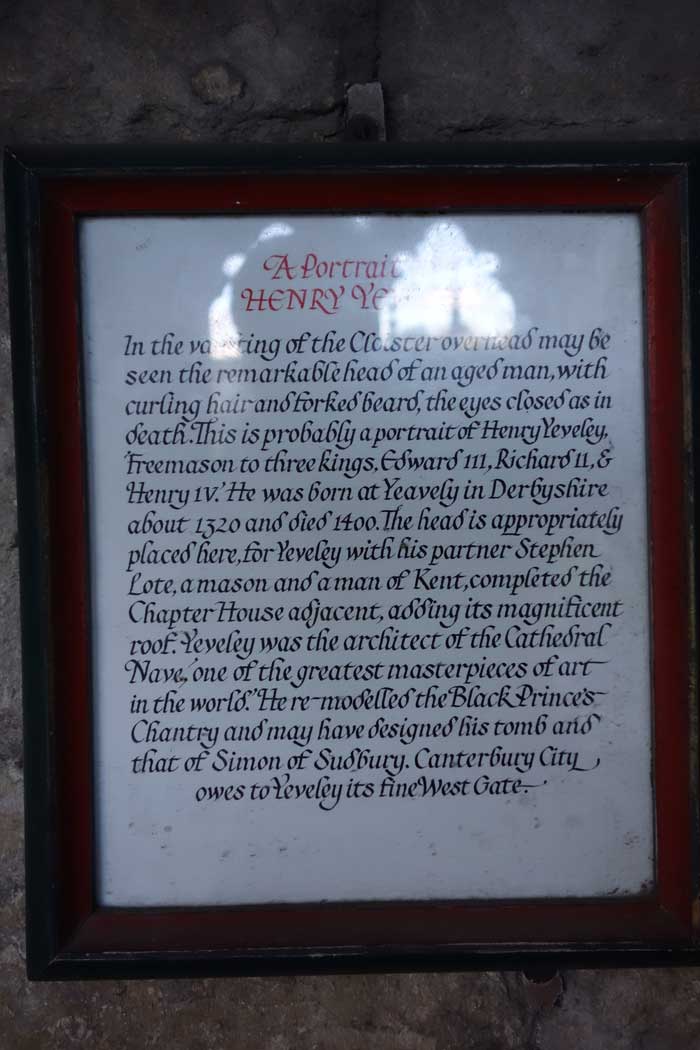 A Portrait
HENRY
In the vaulting of the Cloister overhead may be
seen the remarkable head of an aged man, with
curling hair and forked beard, the eyes closed as in
death. This is probably a portrait of Henry Yeveley,
'Freemason to three kings, Edward III, Richard II, &
Henry IV.' He was born at Yeavely in Derbyshire
about 1320 and died 1400. The head is appropriately
placed here, for Yeveley with his partner Stephen
Lote, a mason and a man of Kent, completed the
Chapter House adjacent, adding its magnificent
roof. Yeveley was the architect of the Cathedral
Nave, 'one of the greatest masterpieces of art
in the world.' He re-modelled the Black Prince's
Chantry and may have designed his tomb and
that of Simon of Sudbury. Canterbury City
owes to Yeveley its fine West Gate.